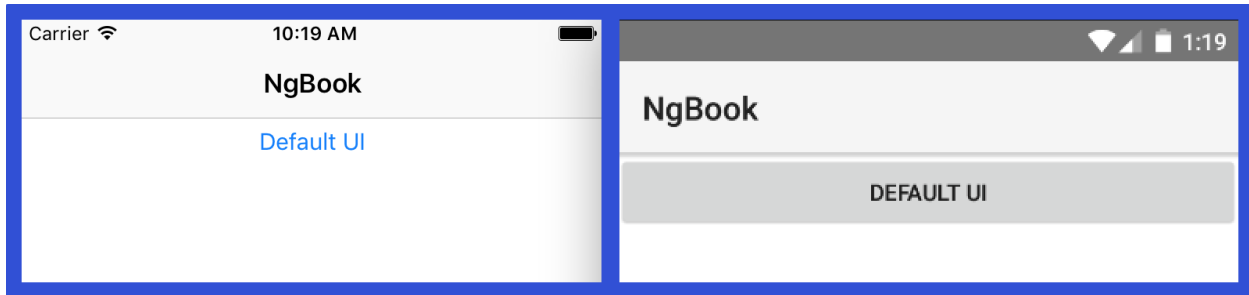 Carrier 10:19 AM
NgBook
Default UI
1:19
NgBook
DEFAULT UI